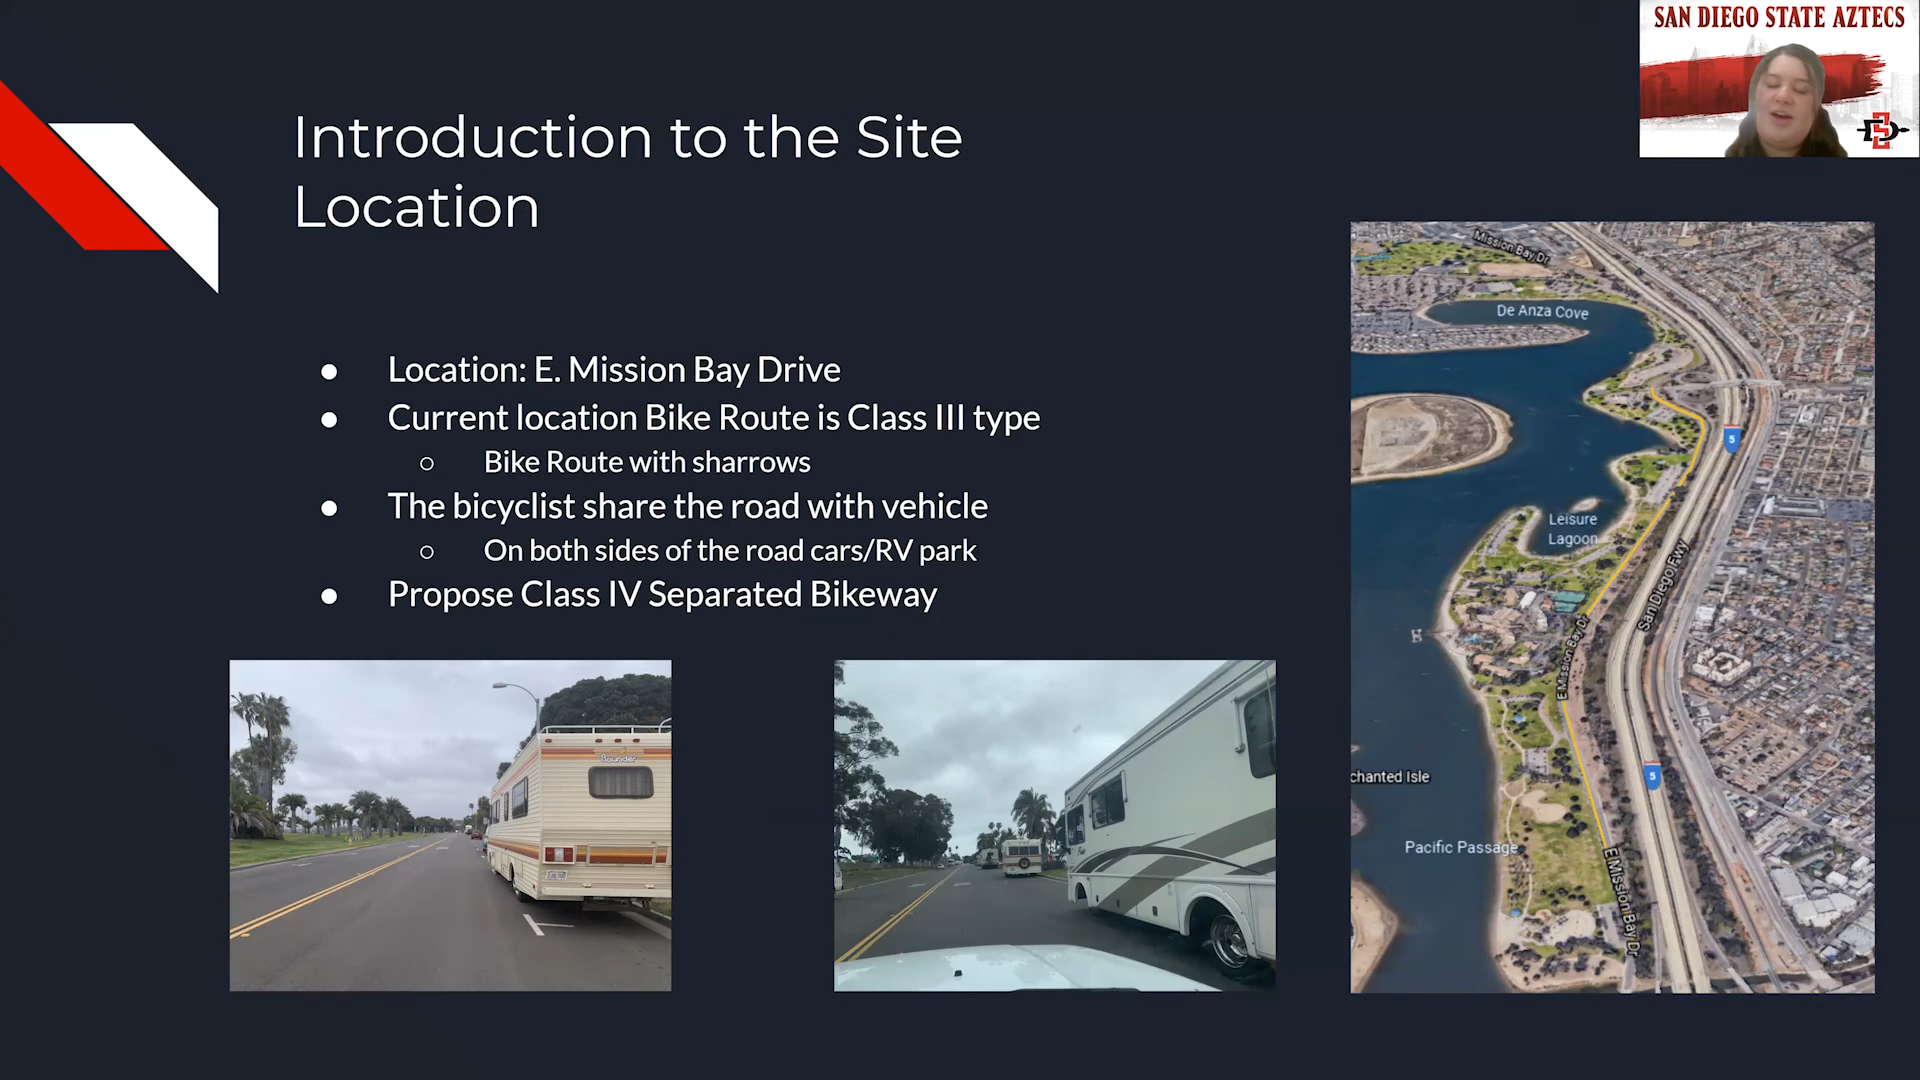 SAN DIEGO STATE AZTECS
Introduction to the Site
Location
Location: E. Mission Bay Drive
Current location Bike Route is Class III type
Bike Route with sharrows
The bicyclist share the road with vehicle
On both sides of the road cars/RV park
Propose Class IV Separated Bikeway
Bounder
Mission Bay Dr
De Anza Cove
5
Leisure
Lagoon
San Diego Fwy
E Mission Bay Dr
chanted Isle
5
Pacific Passage
E Mission Bay Dr